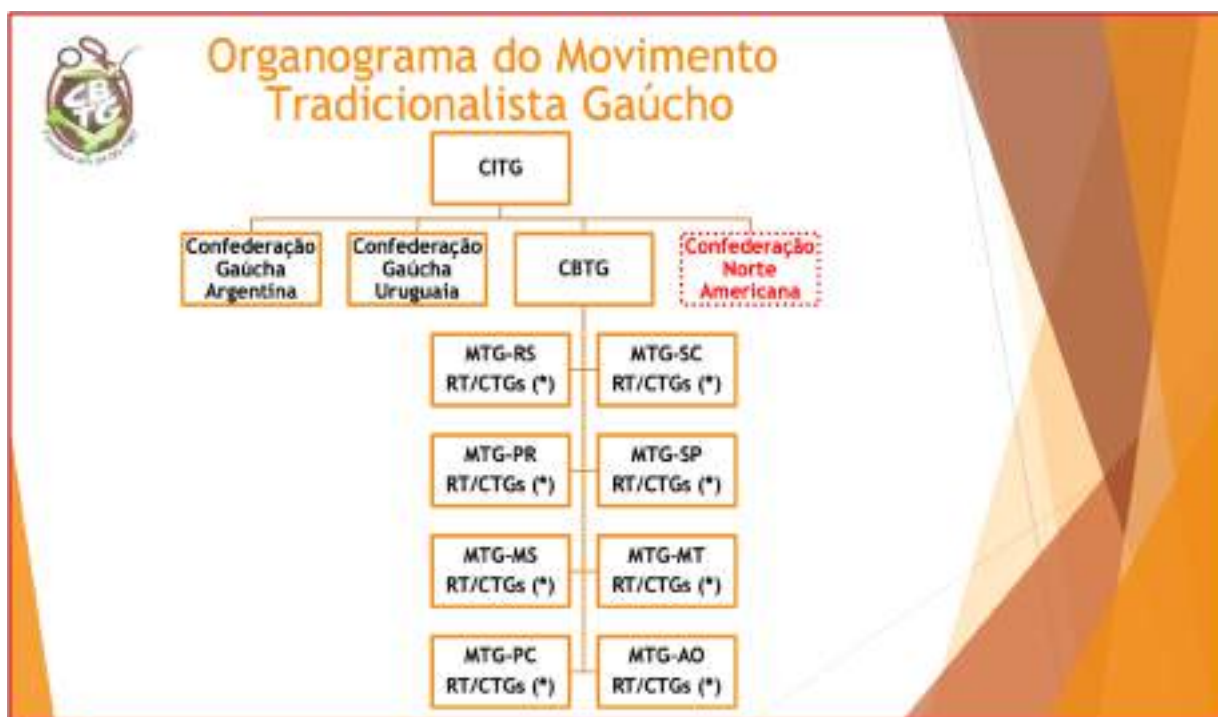 Organograma do Movimento
Tradicionalista Gaúcho
CBTG
CITG
Confederação
Gaúcha
Argentina
Confederação
Gaúcha
Uruguaia
CBTG
Confederação
Norte
Americana
MTG-RS
RT/CTGs (*)
MTG-SC
RT/CTGs (*)
MTG-PR
RT/CTGs (*)
MTG-SP
RT/CTGs (*)
MTG-MS
RT/CTGs (*)
MTG-MT
RT/CTGs (*)
MTG-PC
RT/CTGs (*)
MTG-AO
RT/CTGs (*)